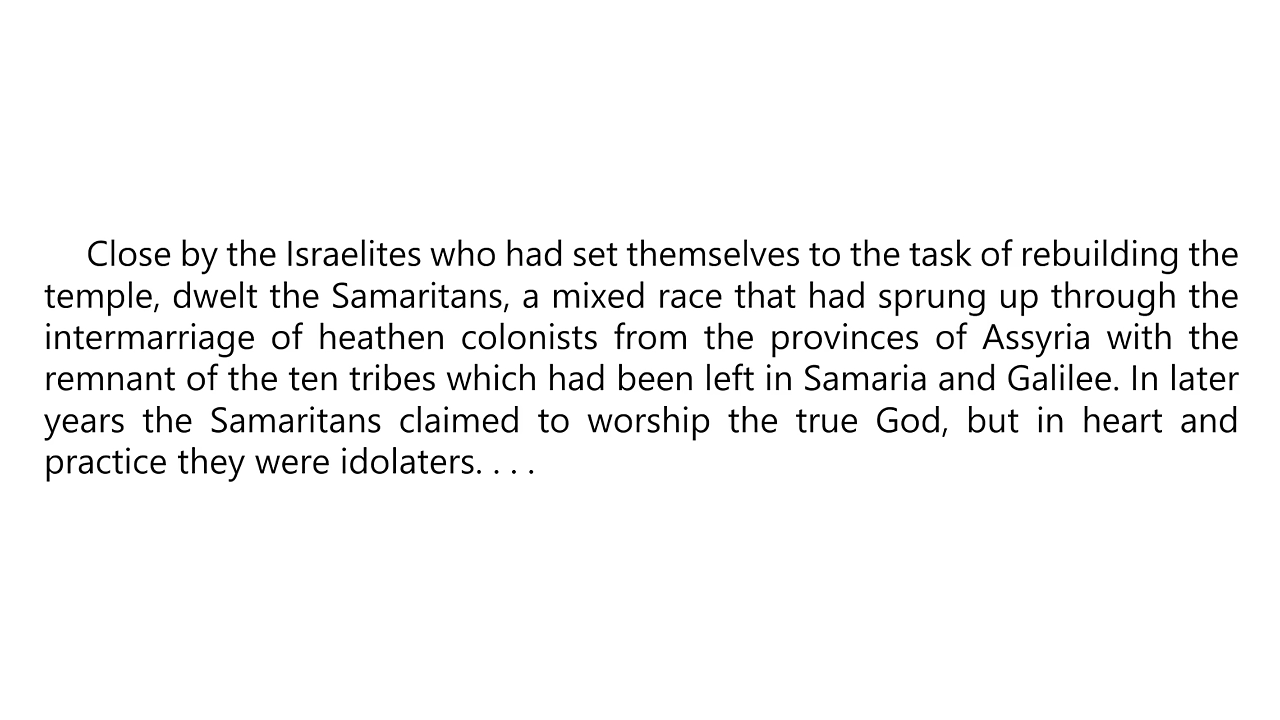 Close by the Israelites who had set themselves to the task of rebuilding the
temple, dwelt the Samaritans, a mixed race that had sprung up through the
intermarriage of heathen colonists from the provinces of Assyria with the
remnant of the ten tribes which had been left in Samaria and Galilee. In later
years the Samaritans claimed to worship the true God, but in heart and
practice they were idolaters. . . .